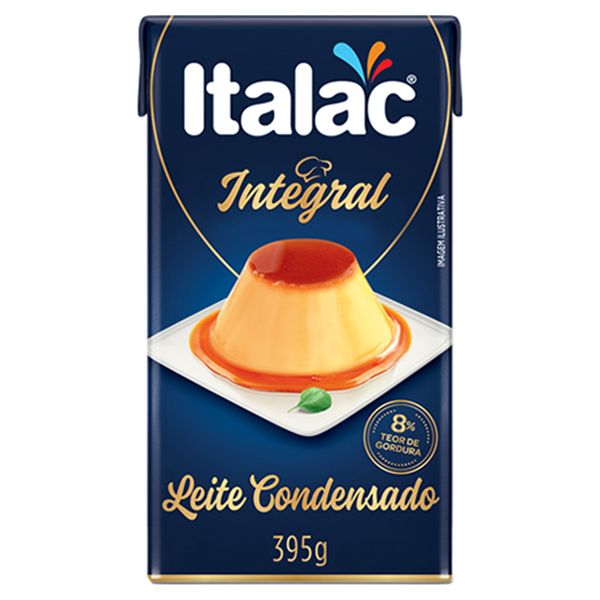 Italac®
Integral
IMAGEM ILUSTRATIVA
8%
TEOR DE
GORDURA
Leite Condensado
395g